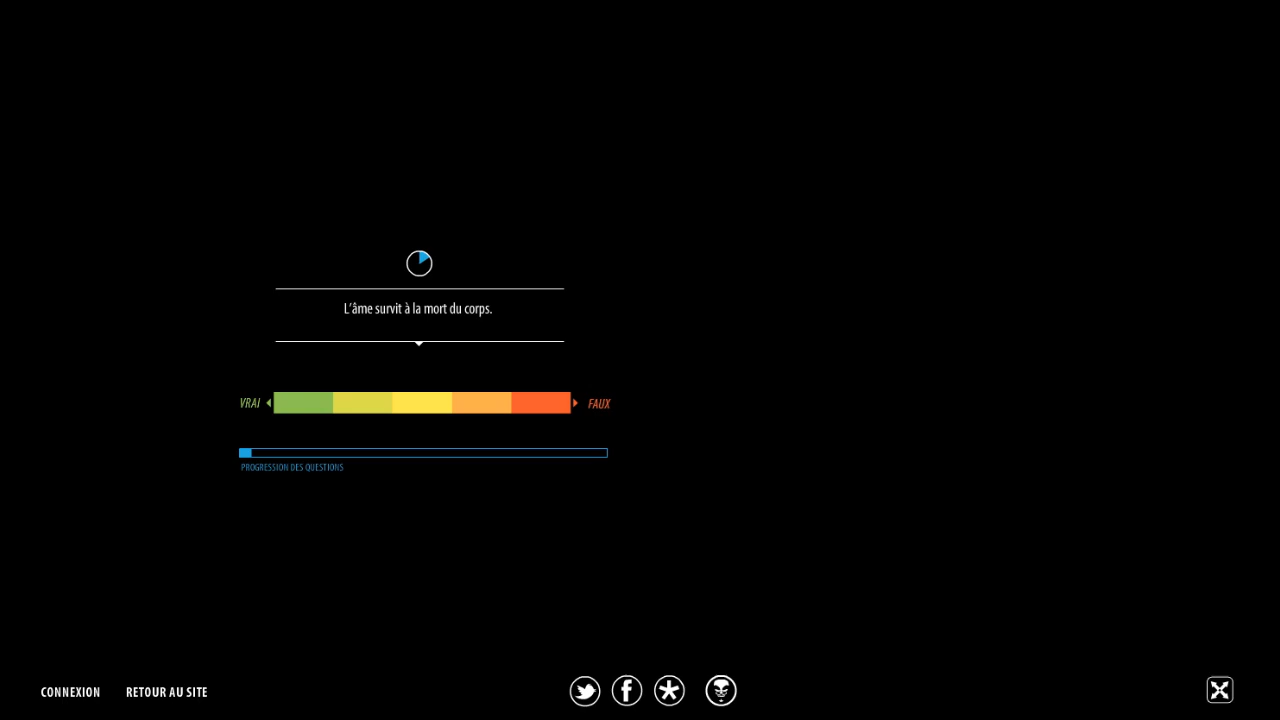 L'âme survit à la mort du corps.
VRAI
FAUX
PROGRESSION DES QUESTIONS
CONNEXION
RETOUR AU SITE